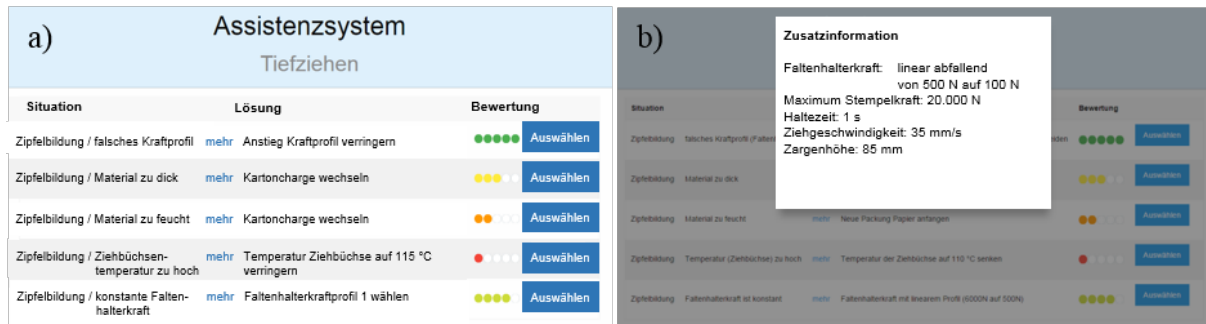 a)
Assistenzsystem
Tiefziehen
Situation Lösung Bewertung
Zipfelbildung / falsches Kraftprofil mehr Anstieg Kraftprofil verringern Auswählen
Zipfelbildung / Material zu dick mehr Kartoncharge wechseln Auswählen
Zipfelbildung / Material zu feucht mehr Kartoncharge wechseln Auswählen
Zipfelbildung / Ziehbüchsen- mehr Temperatur Ziehbüchse auf 115 °C Auswählen
temperatur zu hoch verringern
Zipfelbildung / konstante Falten- mehr Faltenhalterkraftprofil 1 wählen Auswählen
halterkraft
b)
Zusatzinformation
Faltenhalterkraft: linear abfallend
von 500 N auf 100 N
Maximum Stempelkraft: 20.000 N
Haltezeit: 1 s
Ziehgeschwindigkeit: 35 mm/s
Zargenhöhe: 85 mm
Situation Bewertung
Zipfelbildung falsches Kraftprofil Auswählen
Zipfelbildung Material zu dick Auswählen
Zipfelbildung Material zu feucht mehr Neue Packung Papier anfangen Auswählen
Zipfelbildung Temperatur (Ziehbüchse) zu hoch mehr Temperatur der Ziehbüchse auf 110 °C senken Auswählen
Zipfelbildung Faltenhalterkraft ist konstant mehr Faltenhalterkraft mit linearem Profil (6000N auf 500N) Auswählen